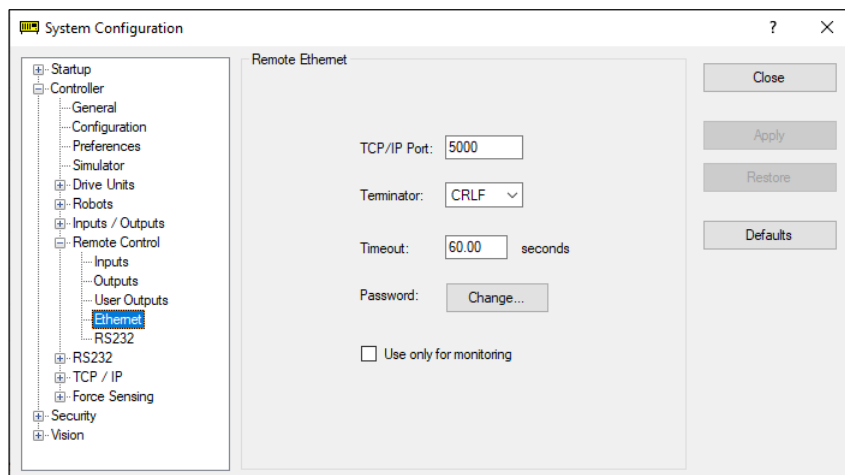 System Configuration
? X
Startup
Controller
General
Configuration
Preferences
Simulator
Drive Units
Robots
Inputs / Outputs
Remote Control
Inputs
Outputs
User Outputs
Ethernet
RS232
RS232
TCP / IP
Force Sensing
Security
Vision
Remote Ethernet
TCP/IP Port: 5000
Terminator: CRLF
Timeout: 60.00 seconds
Password: Change...
Use only for monitoring
Close
Apply
Restore
Defaults